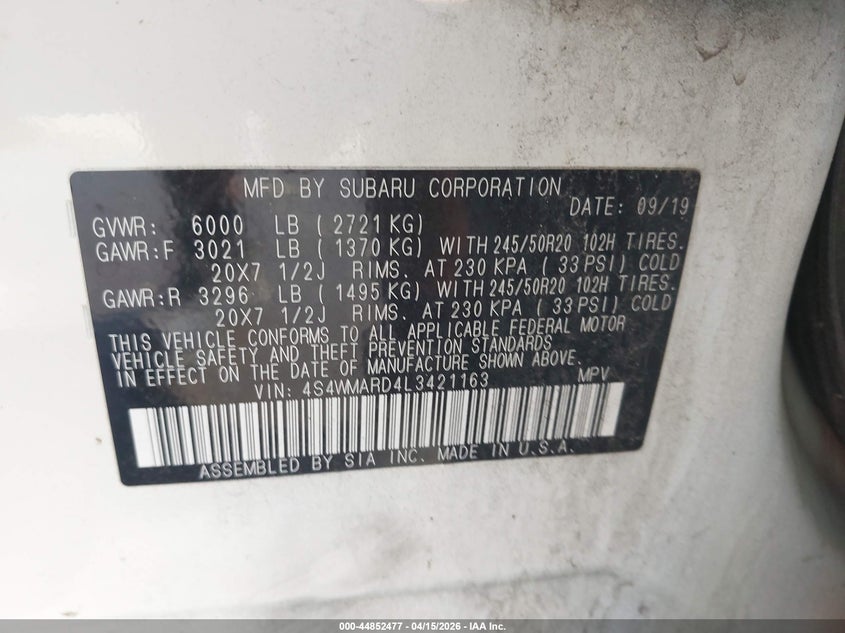 MFD BY SUBARU CORPORATION
DATE: 09/19
GVWR: 6000 LB ( 2721 KG)
GAWR:F 3021 LB ( 1370 KG) WITH 245/50R20 102H TIRES.
20X7 1/2J RIMS. AT 230 KPA ( 33 PSI) COLD
GAWR:R 3296 LB ( 1495 KG) WITH 245/50R20 102H TIRES.
20X7 1/2J RIMS. AT 230 KPA ( 33 PSI) COLD
THIS VEHICLE CONFORMS TO ALL APPLICABLE FEDERAL MOTOR
VEHICLE SAFETY AND THEFT PREVENTION STANDARDS
IN EFFECT ON THE DATE OF MANUFACTURE SHOWN ABOVE.
VIN: 4S4WMARD4L3421163 MPV
ASSEMBLED BY SIA INC. MADE IN U.S.A.
000-44852477 - 04/15/2026 - IAA Inc.